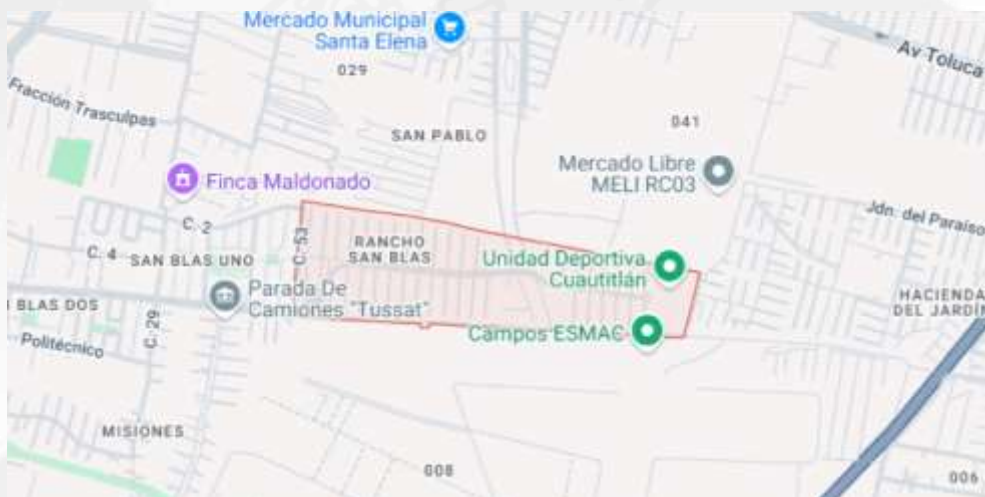 Mercado Municipal
Santa Elena
Av Toluca
029
Fracción Trasculpas
041
SAN PABLO
Mercado Libre
MELI RC03
Finca Maldonado
Jdn. del Paraíso
C. 2
C. 53
RANCHO
SAN BLAS
C. 4
SAN BLAS UNO
Unidad Deportiva
Cuautitlán
Parada De
Camiones "Tussat"
HACIENDA
DEL JARDÍN
BLAS DOS
C. 29
Politécnico
Campos ESMAC
MISIONES
008
006